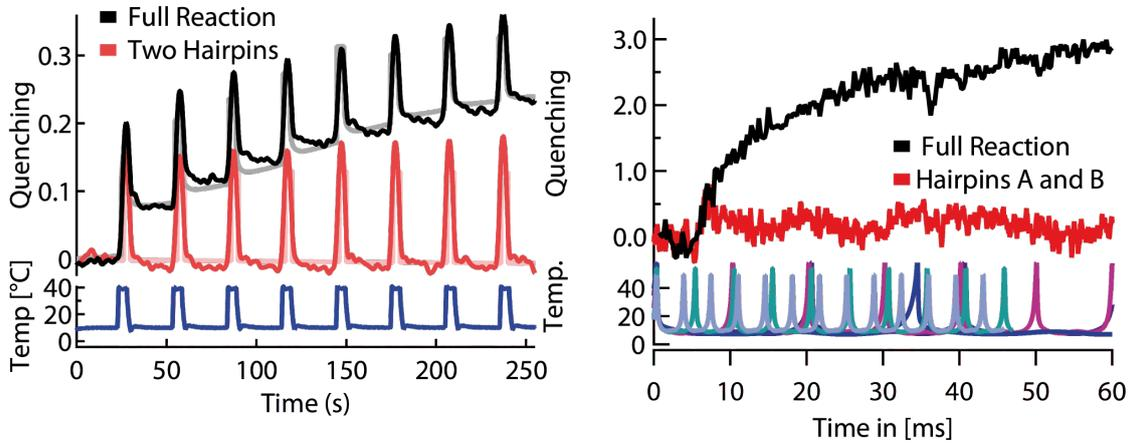 Full Reaction
Two Hairpins
Quenching
0.3
0.2
0.1
0
Temp [°C]
40
20
0
0 50 100 150 200 250
Time (s)
Quenching
3.0
2.0
1.0
0.0
Full Reaction
Hairpins A and B
Temp.
40
20
0
0 10 20 30 40 50 60
Time in [ms]